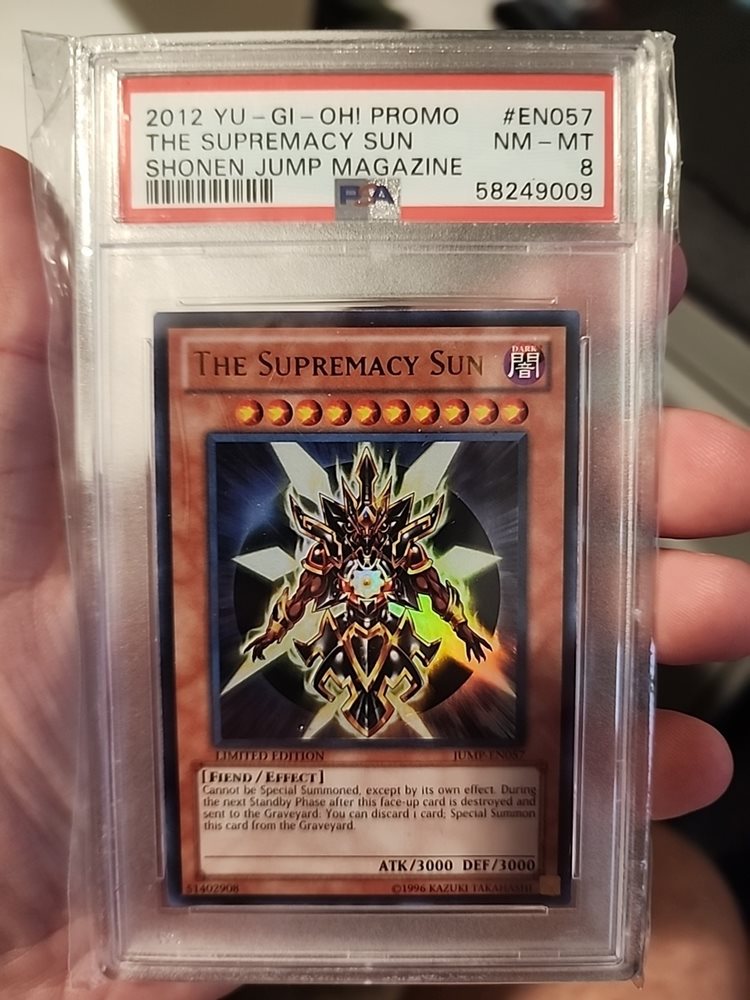 2012 YU-GI-OH! PROMO #EN057
THE SUPREMACY SUN NM-MT
SHONEN JUMP MAGAZINE 8
PSA 58249009
THE SUPREMACY SUN
DARK
闇
LIMITED EDITION JUMP-EN057
[FIEND/EFFECT]
Cannot be Special Summoned, except by its own effect. During
the next Standby Phase after this face-up card is destroyed and
sent to the Graveyard: You can discard 1 card; Special Summon
this card from the Graveyard.
ATK/3000 DEF/3000
51402908 ©1996 KAZUKI TAKAHASHI